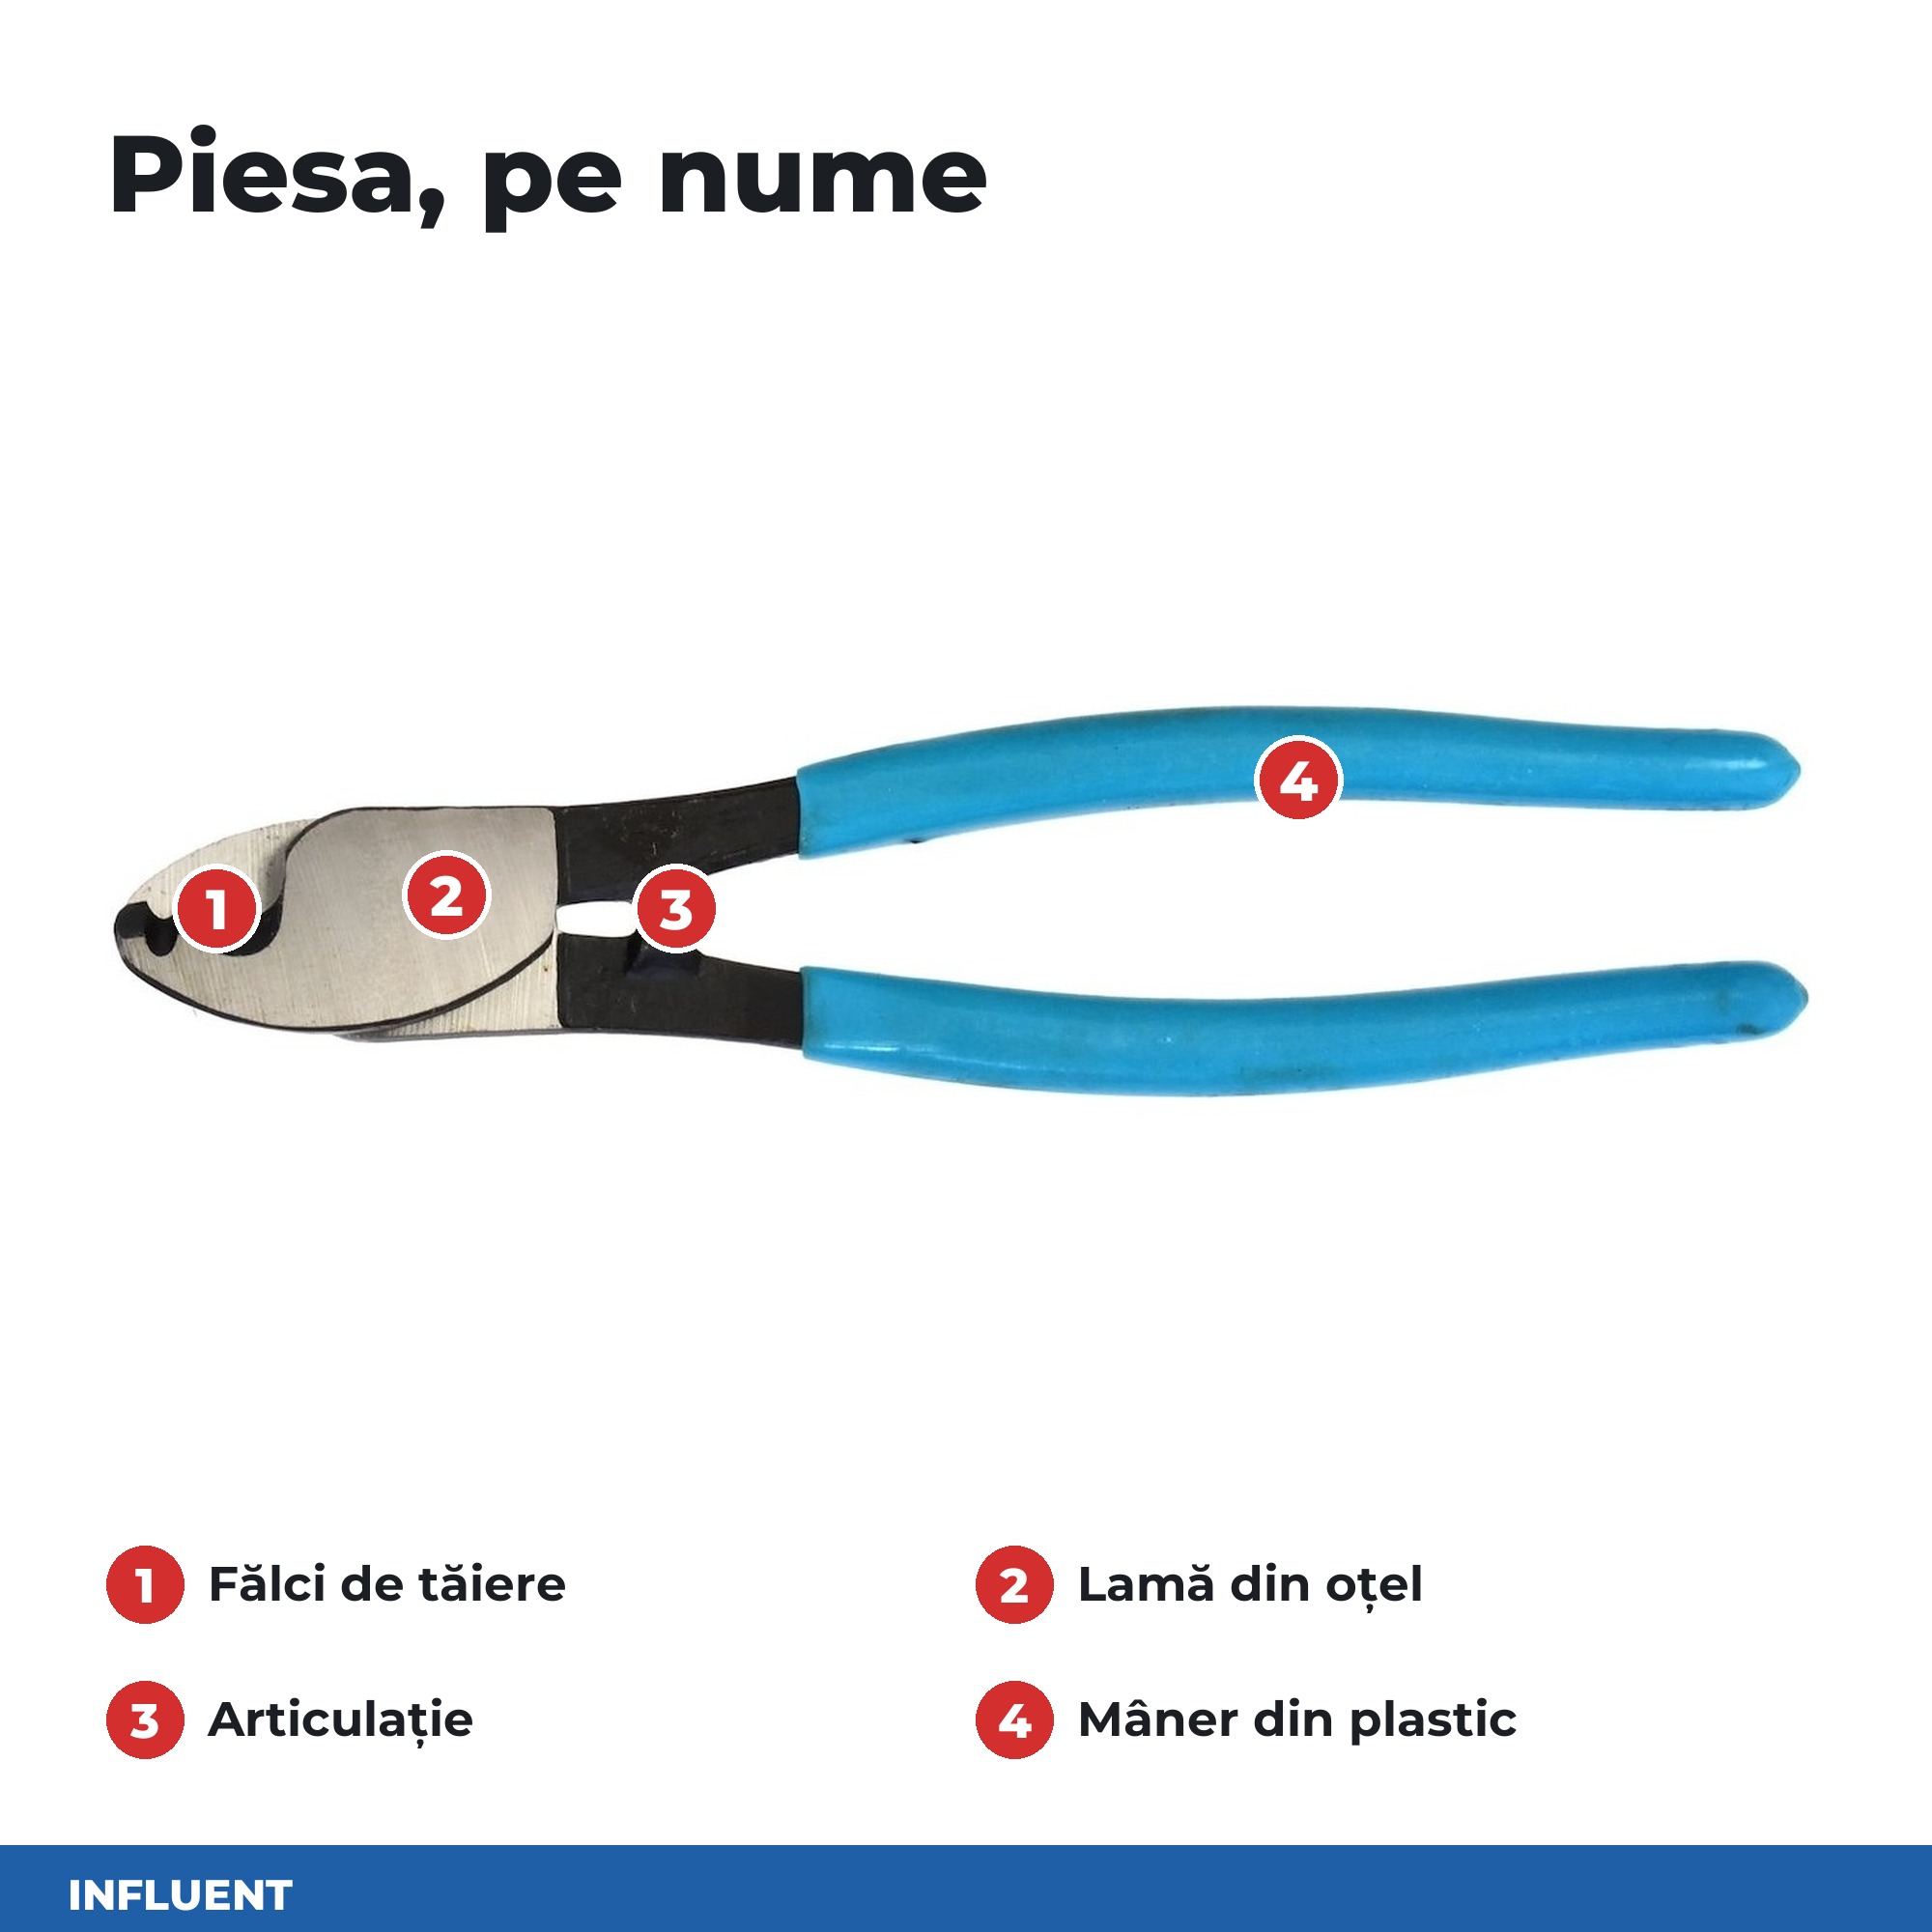 Piesa, pe nume
4
1
2
3
1 Fălci de tăiere
2 Lamă din oțel
3 Articulație
4 Mâner din plastic
INFLUENT